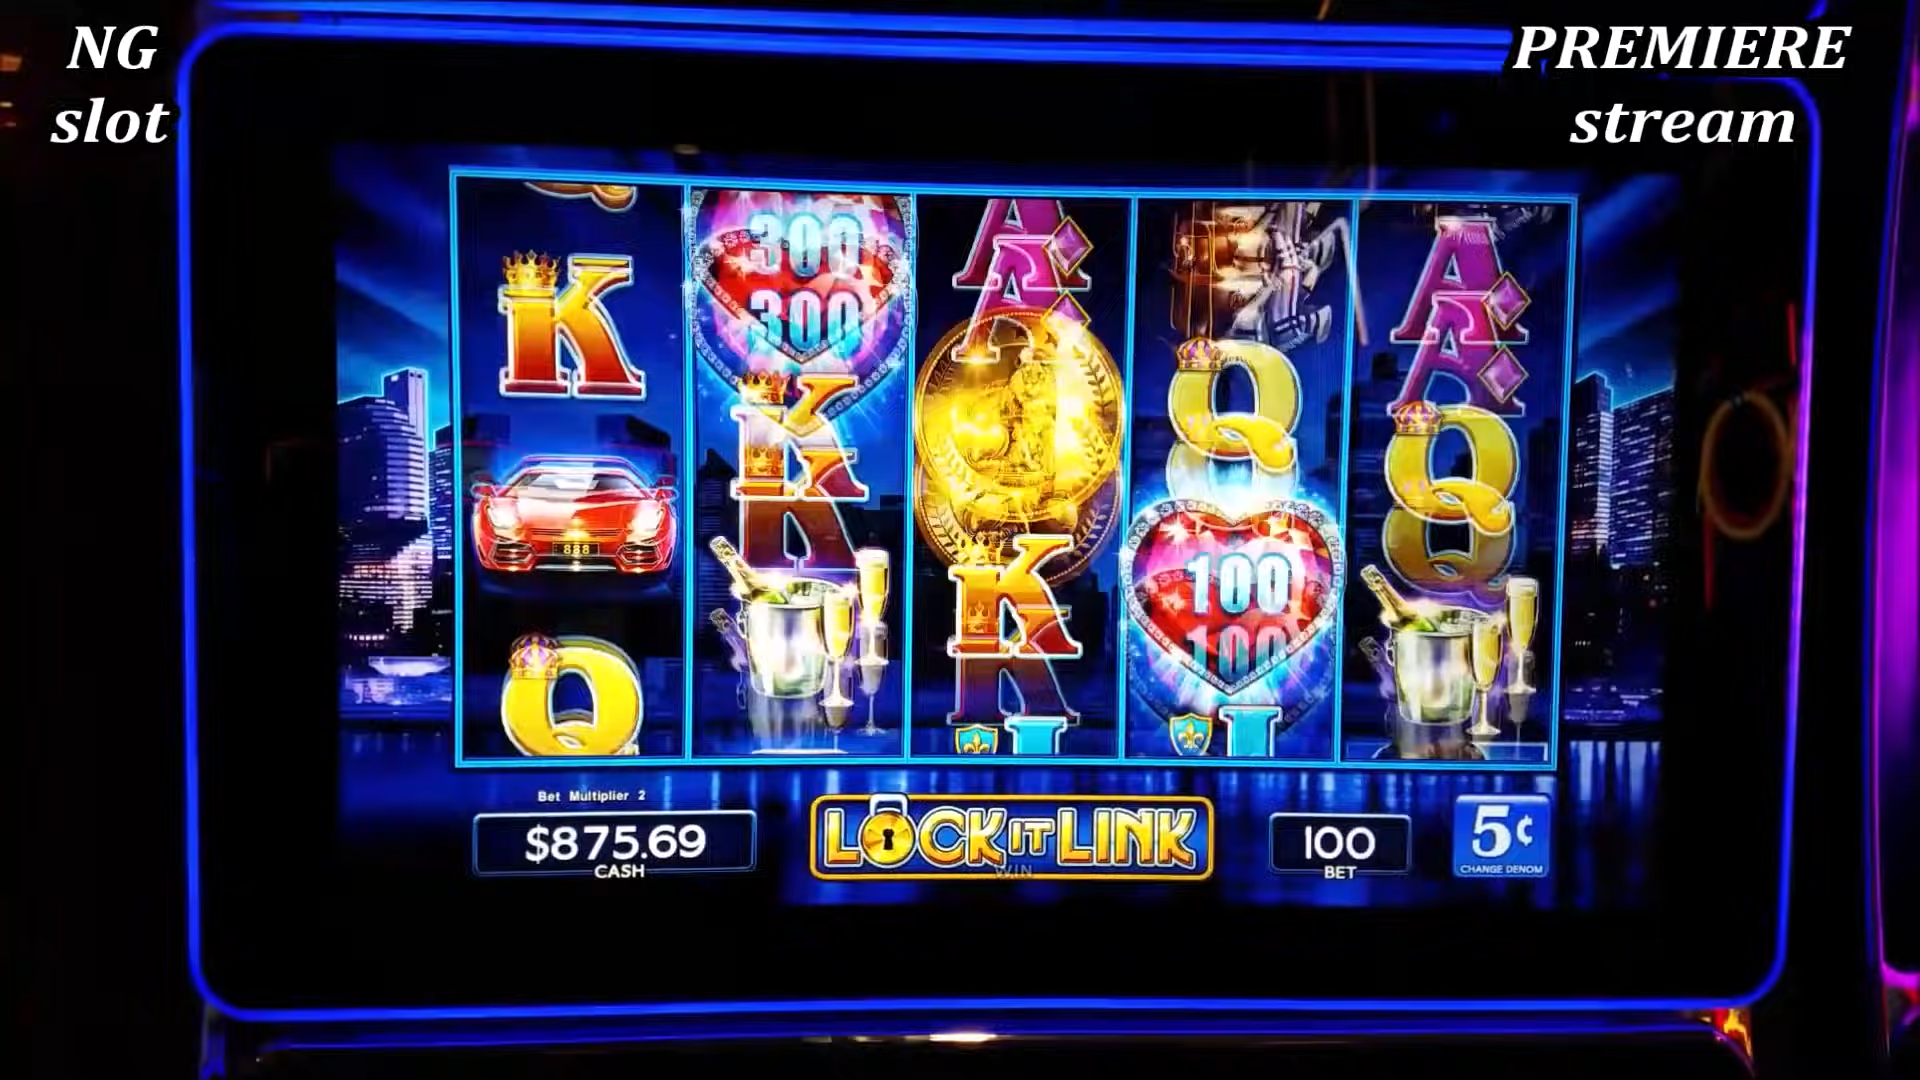 NG
slot
PREMIERE
stream
K
300
300
K
K
K
A
A
A
K
K
Q
100
100
A
A
Q
Q
888
Q
J
J
Bet Multiplier 2
$875.69
CASH
LOCK IT LINK
WIN
100
BET
5¢
CHANGE DENOM